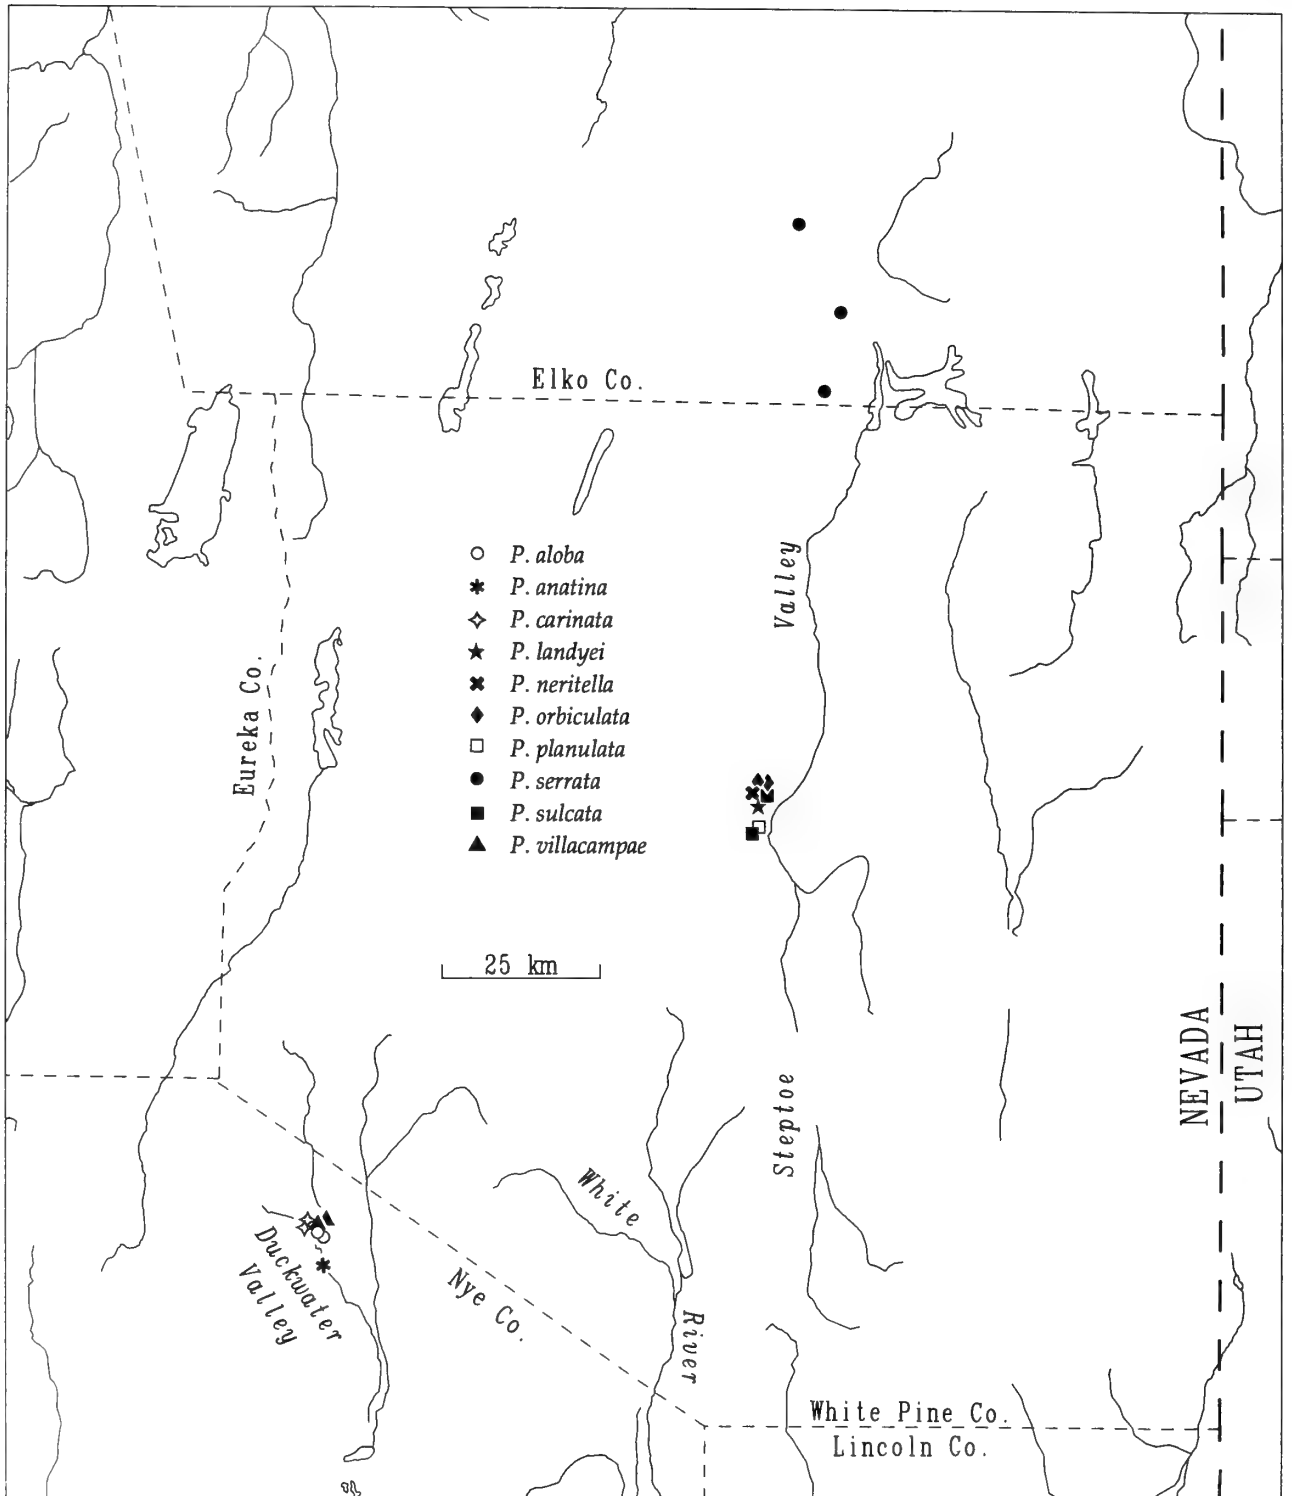 Elko Co.
P. aloba
P. anatina
P. carinata
P. landyei
P. neritella
P. orbiculata
P. planulata
P. serrata
P. sulcata
P. villacampae
Valley
Eureka Co.
25 km
NEVADA
UTAH
Steptoe
White
Duckwater
Valley
Nye Co.
River
White Pine Co.
Lincoln Co.